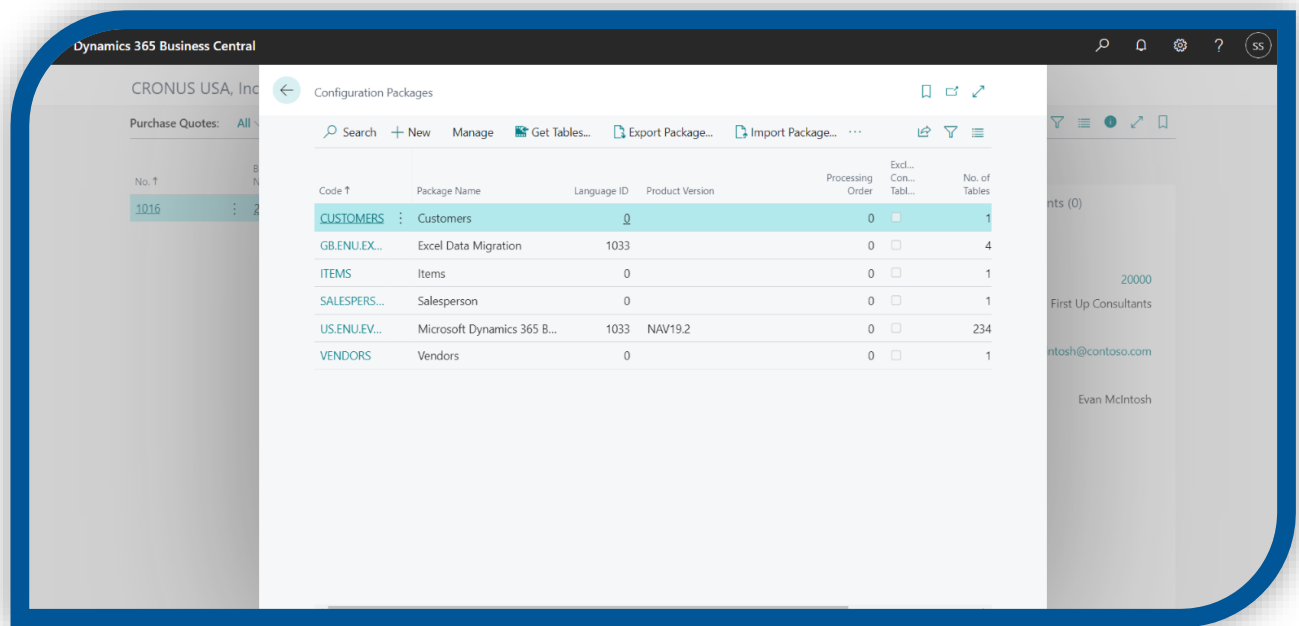 Dynamics 365 Business Central
SS
CRONUS USA, Inc
Configuration Packages
Purchase Quotes: All
Search New Manage Get Tables... Export Package... Import Package... ...
No. ↑
B
N
Code ↑ Package Name Language ID Product Version Processing Order Excl... Con... Tabl... No. of Tables
1016 2
CUSTOMERS Customers 0 0 1
GB.ENU.EX... Excel Data Migration 1033 0 4
ITEMS Items 0 0 1
SALESPERS... Salesperson 0 0 1
US.ENU.EV... Microsoft Dynamics 365 B... 1033 NAV19.2 0 234
VENDORS Vendors 0 0 1
nts (0)
20000
First Up Consultants
ntosh@contoso.com
Evan McIntosh